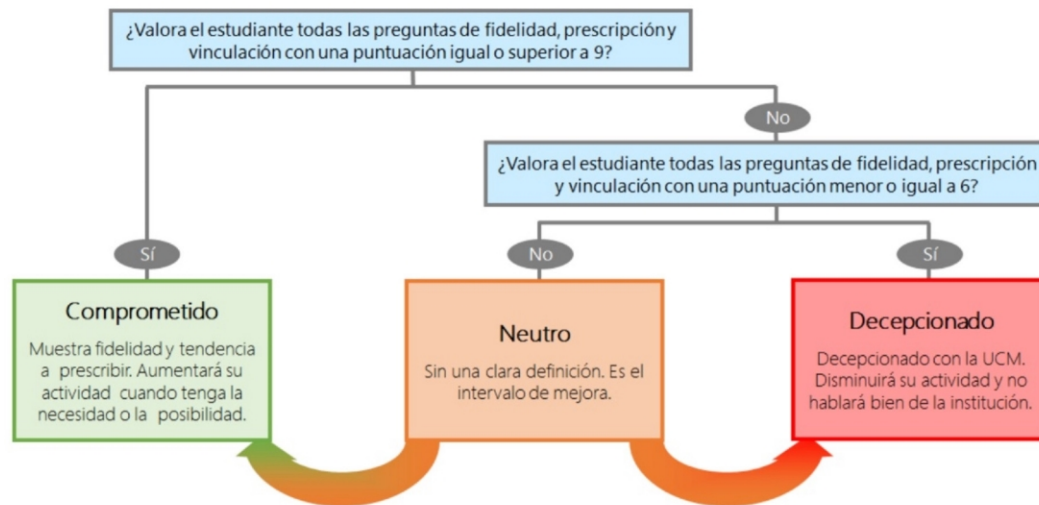 ¿Valora el estudiante todas las preguntas de fidelidad, prescripción y
vinculación con una puntuación igual o superior a 9?
No
¿Valora el estudiante todas las preguntas de fidelidad, prescripción
y vinculación con una puntuación menor o igual a 6?
Sí
No
Sí
Comprometido
Muestra fidelidad y tendencia
a prescribir. Aumentará su
actividad cuando tenga la
necesidad o la posibilidad.
Neutro
Sin una clara definición. Es el
intervalo de mejora.
Decepcionado
Decepcionado con la UCM.
Disminuirá su actividad y no
hablará bien de la institución.